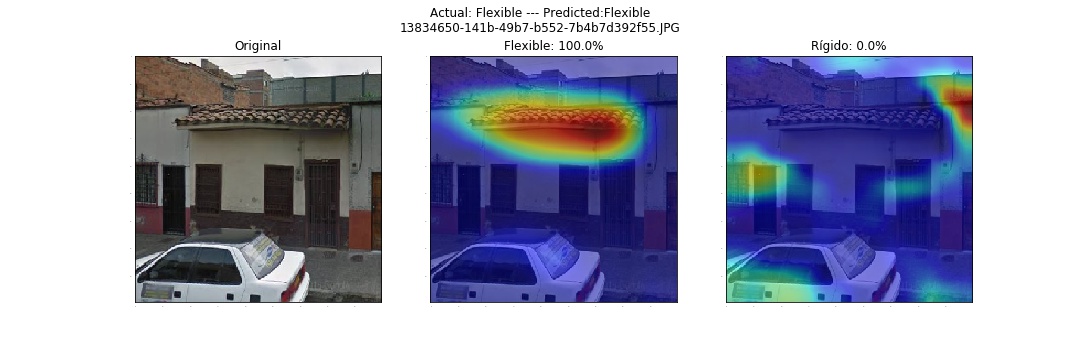 Actual: Flexible --- Predicted:Flexible
13834650-141b-49b7-b552-7b4b7d392f55.JPG
Original
Flexible: 100.0%
Rígido: 0.0%